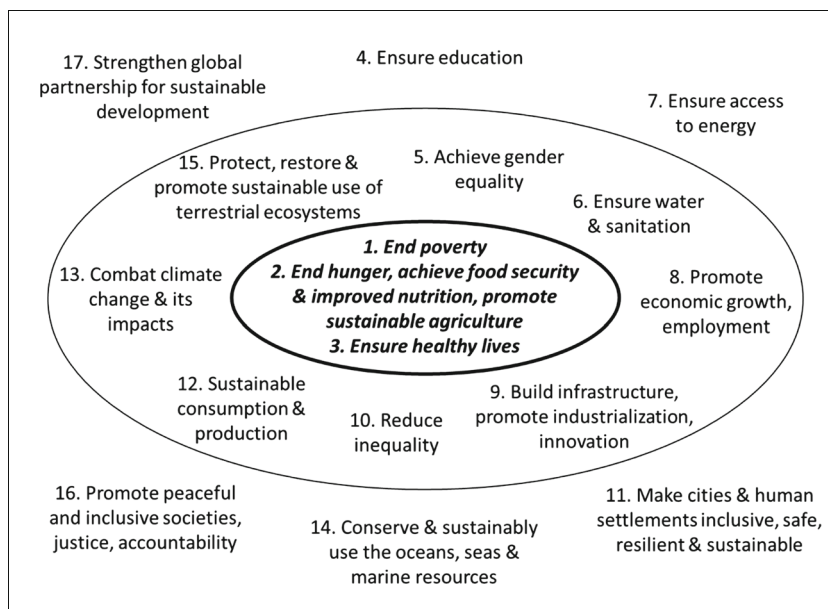 17. Strengthen global
partnership for sustainable
development
4. Ensure education
7. Ensure access
to energy
15. Protect, restore &
promote sustainable use of
terrestrial ecosystems
5. Achieve gender
equality
6. Ensure water
& sanitation
1. End poverty
2. End hunger, achieve food security
& improved nutrition, promote
sustainable agriculture
3. Ensure healthy lives
13. Combat climate
change & its
impacts
8. Promote
economic growth,
employment
12. Sustainable
consumption &
production
10. Reduce
inequality
9. Build infrastructure,
promote industrialization,
innovation
16. Promote peaceful
and inclusive societies,
justice, accountability
14. Conserve & sustainably
use the oceans, seas &
marine resources
11. Make cities & human
settlements inclusive, safe,
resilient & sustainable